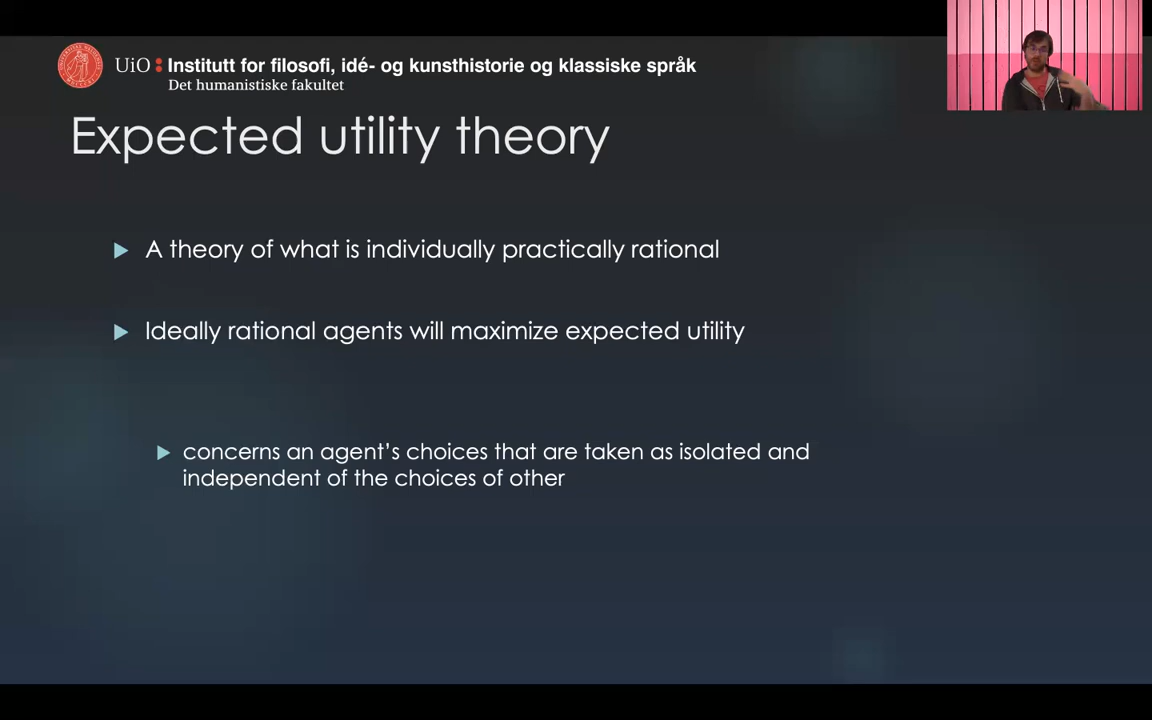 UiO: Institutt for filosofi, idé- og kunsthistorie og klassiske språk
Det humanistiske fakultet
Expected utility theory
A theory of what is individually practically rational
Ideally rational agents will maximize expected utility
concerns an agent's choices that are taken as isolated and
independent of the choices of other